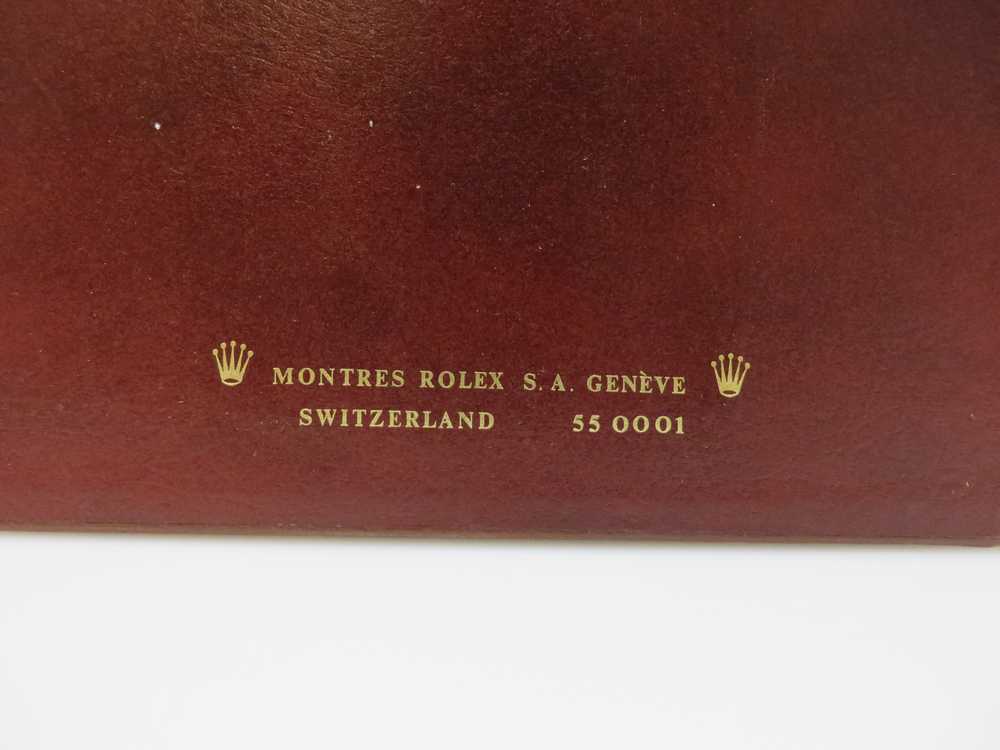 MONTRES ROLEX S.A. GENÈVE
SWITZERLAND 55 0001